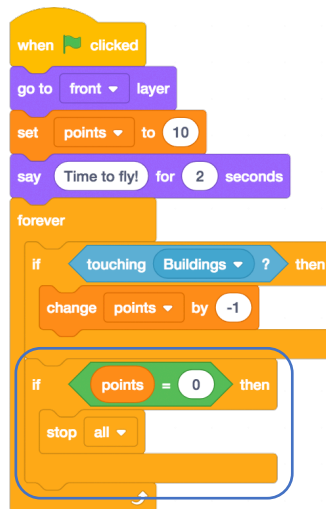 when clicked
go to front layer
set points to 10
say Time to fly! for 2 seconds
forever
if touching Buildings ? then
change points by -1
if points = 0 then
stop all